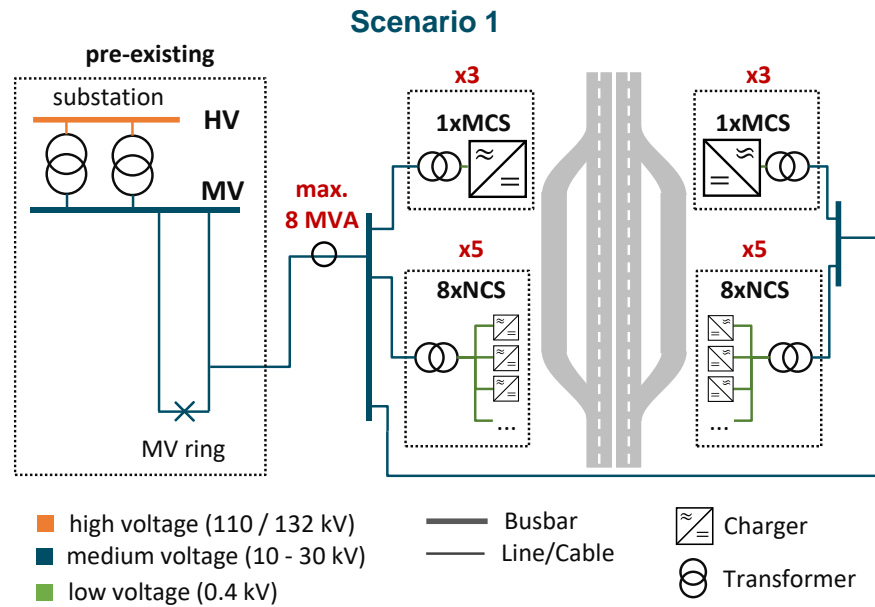 Scenario 1
pre-existing
substation
HV
MV
MV ring
max.
8 MVA
x3
1xMCS
x5
8xNCS
...
x3
1xMCS
x5
8xNCS
...
high voltage (110 / 132 kV)
medium voltage (10 - 30 kV)
low voltage (0.4 kV)
Busbar
Line/Cable
Charger
Transformer